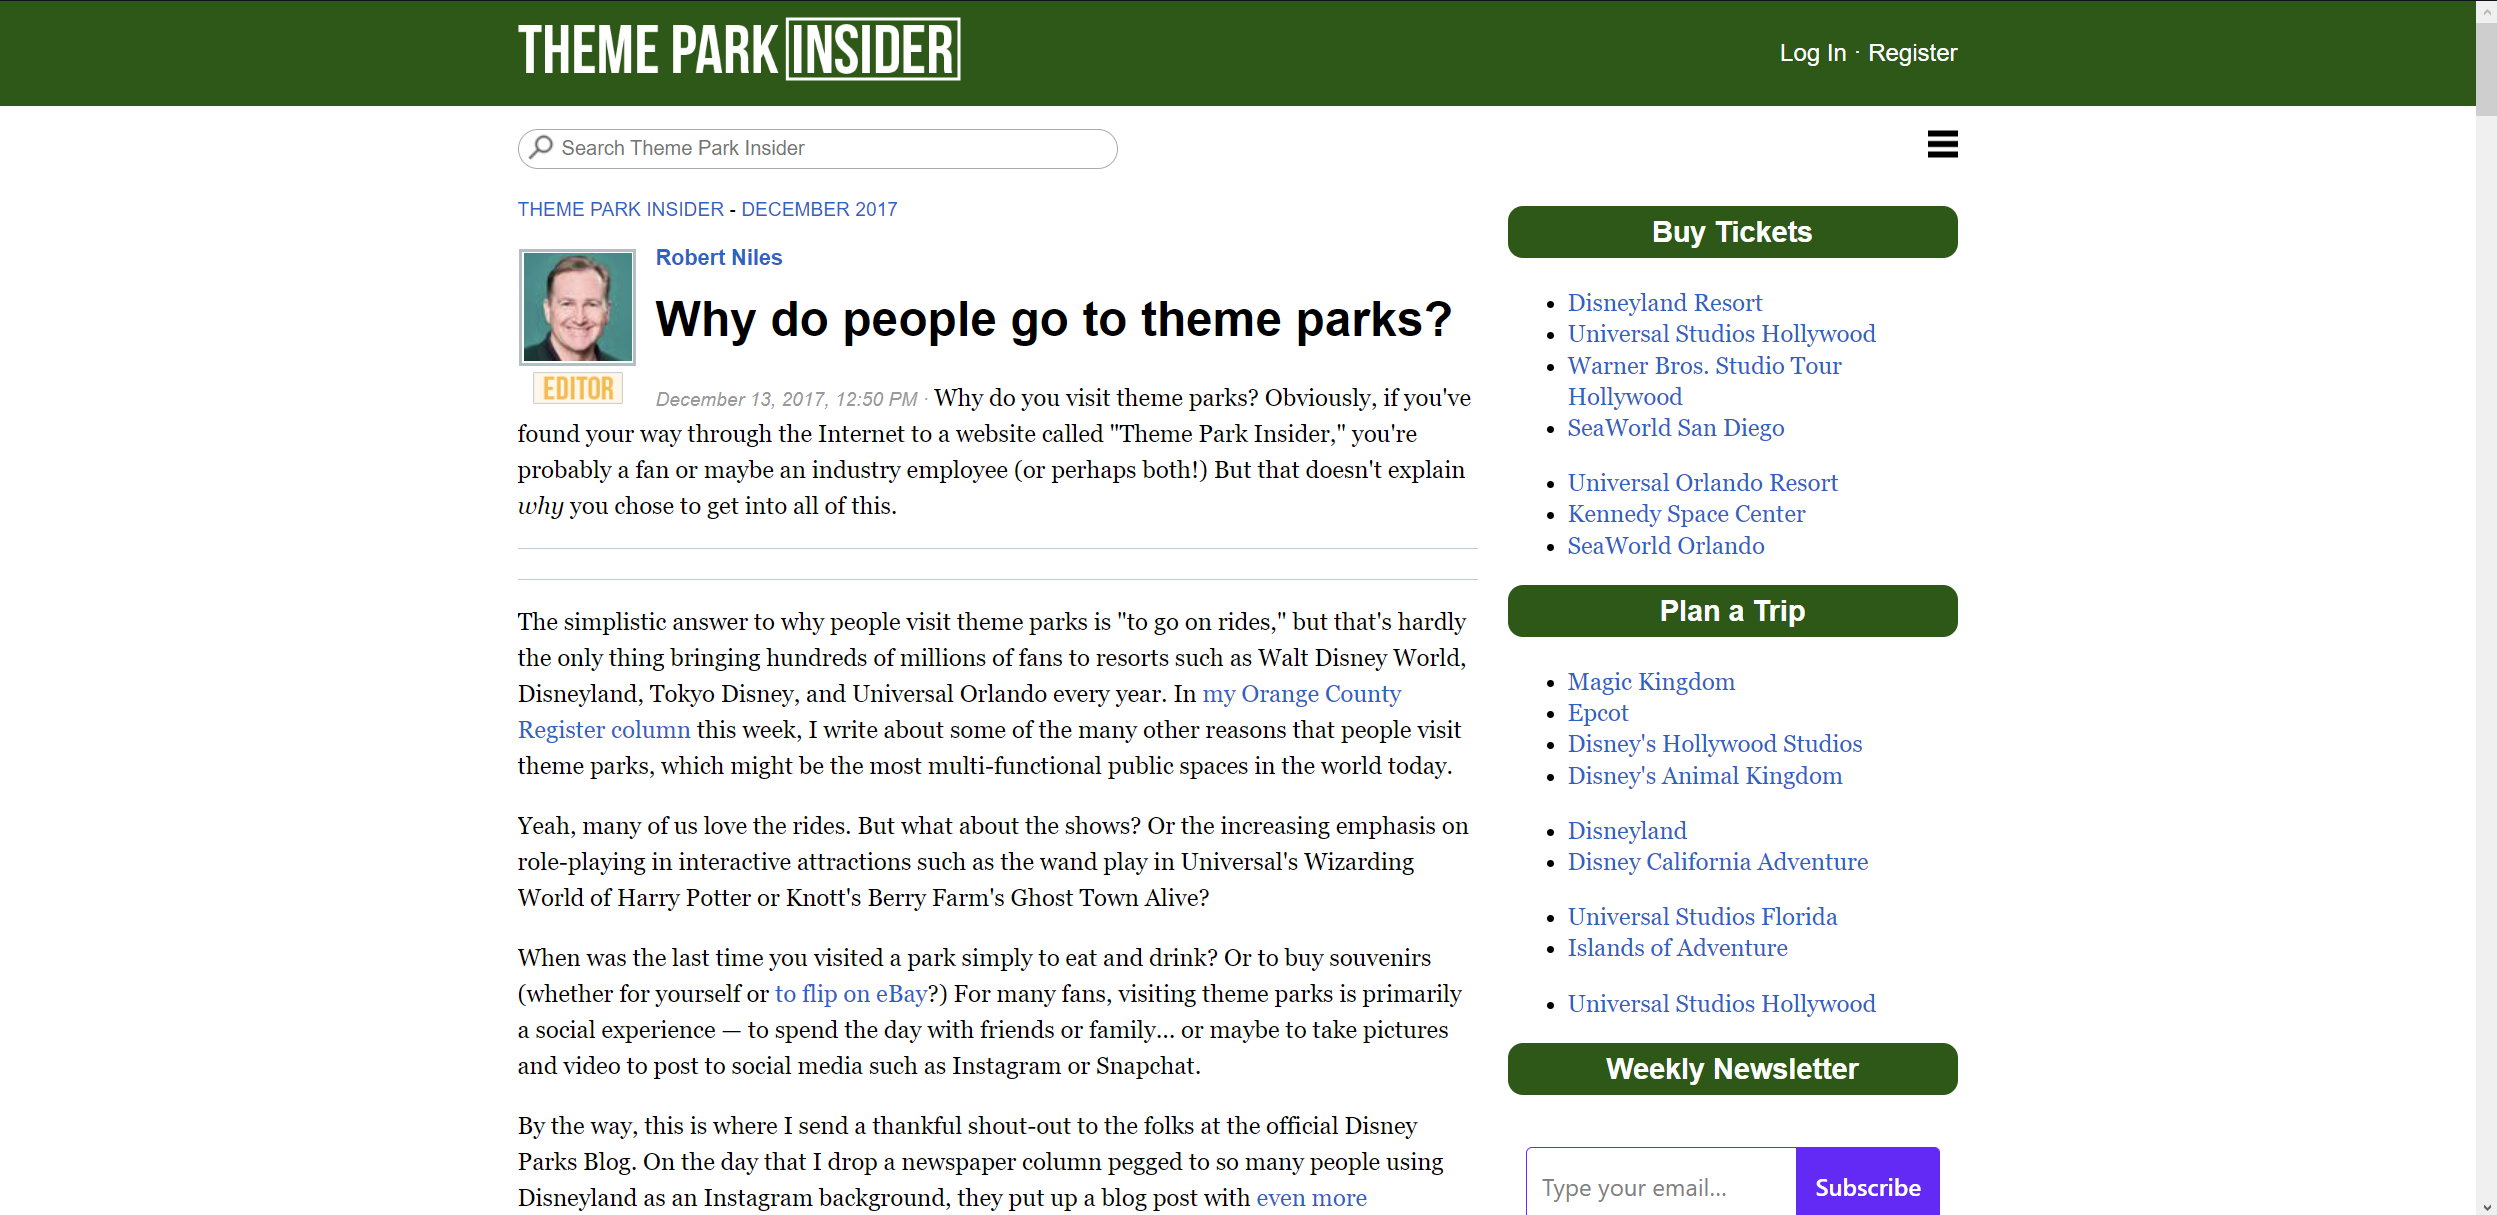 THEME PARK INSIDER
Log In · Register
Search Theme Park Insider
THEME PARK INSIDER - DECEMBER 2017
Robert Niles
Why do people go to theme parks?
EDITOR
December 13, 2017, 12:50 PM · Why do you visit theme parks? Obviously, if you've
found your way through the Internet to a website called "Theme Park Insider," you're
probably a fan or maybe an industry employee (or perhaps both!) But that doesn't explain
why you chose to get into all of this.
The simplistic answer to why people visit theme parks is "to go on rides," but that's hardly
the only thing bringing hundreds of millions of fans to resorts such as Walt Disney World,
Disneyland, Tokyo Disney, and Universal Orlando every year. In my Orange County
Register column this week, I write about some of the many other reasons that people visit
theme parks, which might be the most multi-functional public spaces in the world today.
Yeah, many of us love the rides. But what about the shows? Or the increasing emphasis on
role-playing in interactive attractions such as the wand play in Universal's Wizarding
World of Harry Potter or Knott's Berry Farm's Ghost Town Alive?
When was the last time you visited a park simply to eat and drink? Or to buy souvenirs
(whether for yourself or to flip on eBay?) For many fans, visiting theme parks is primarily
a social experience — to spend the day with friends or family... or maybe to take pictures
and video to post to social media such as Instagram or Snapchat.
By the way, this is where I send a thankful shout-out to the folks at the official Disney
Parks Blog. On the day that I drop a newspaper column pegged to so many people using
Disneyland as an Instagram background, they put up a blog post with even more
Buy Tickets
Disneyland Resort
Universal Studios Hollywood
Warner Bros. Studio Tour
Hollywood
SeaWorld San Diego
Universal Orlando Resort
Kennedy Space Center
SeaWorld Orlando
Plan a Trip
Magic Kingdom
Epcot
Disney's Hollywood Studios
Disney's Animal Kingdom
Disneyland
Disney California Adventure
Universal Studios Florida
Islands of Adventure
Universal Studios Hollywood
Weekly Newsletter
Type your email...
Subscribe